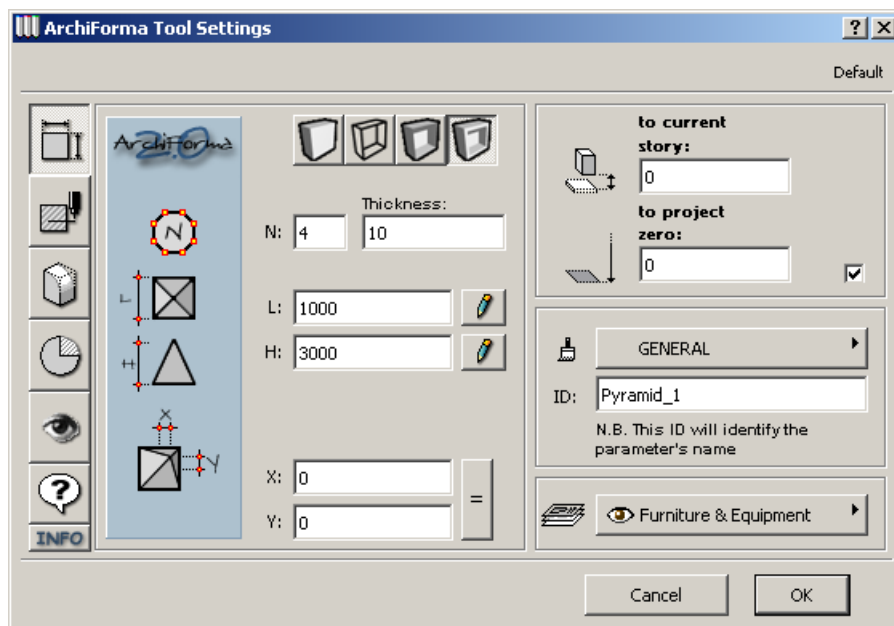 ArchiForma Tool Settings
Default
ArchiForma
2.0
N
L
H
X
Y
N: 4
Thickness:
10
L: 1000
H: 3000
X: 0
Y: 0
=
to current
story:
0
to project
zero:
0
GENERAL
ID: Pyramid_1
N.B. This ID will identify the
parameter's name
Furniture & Equipment
?
INFO
Cancel
OK